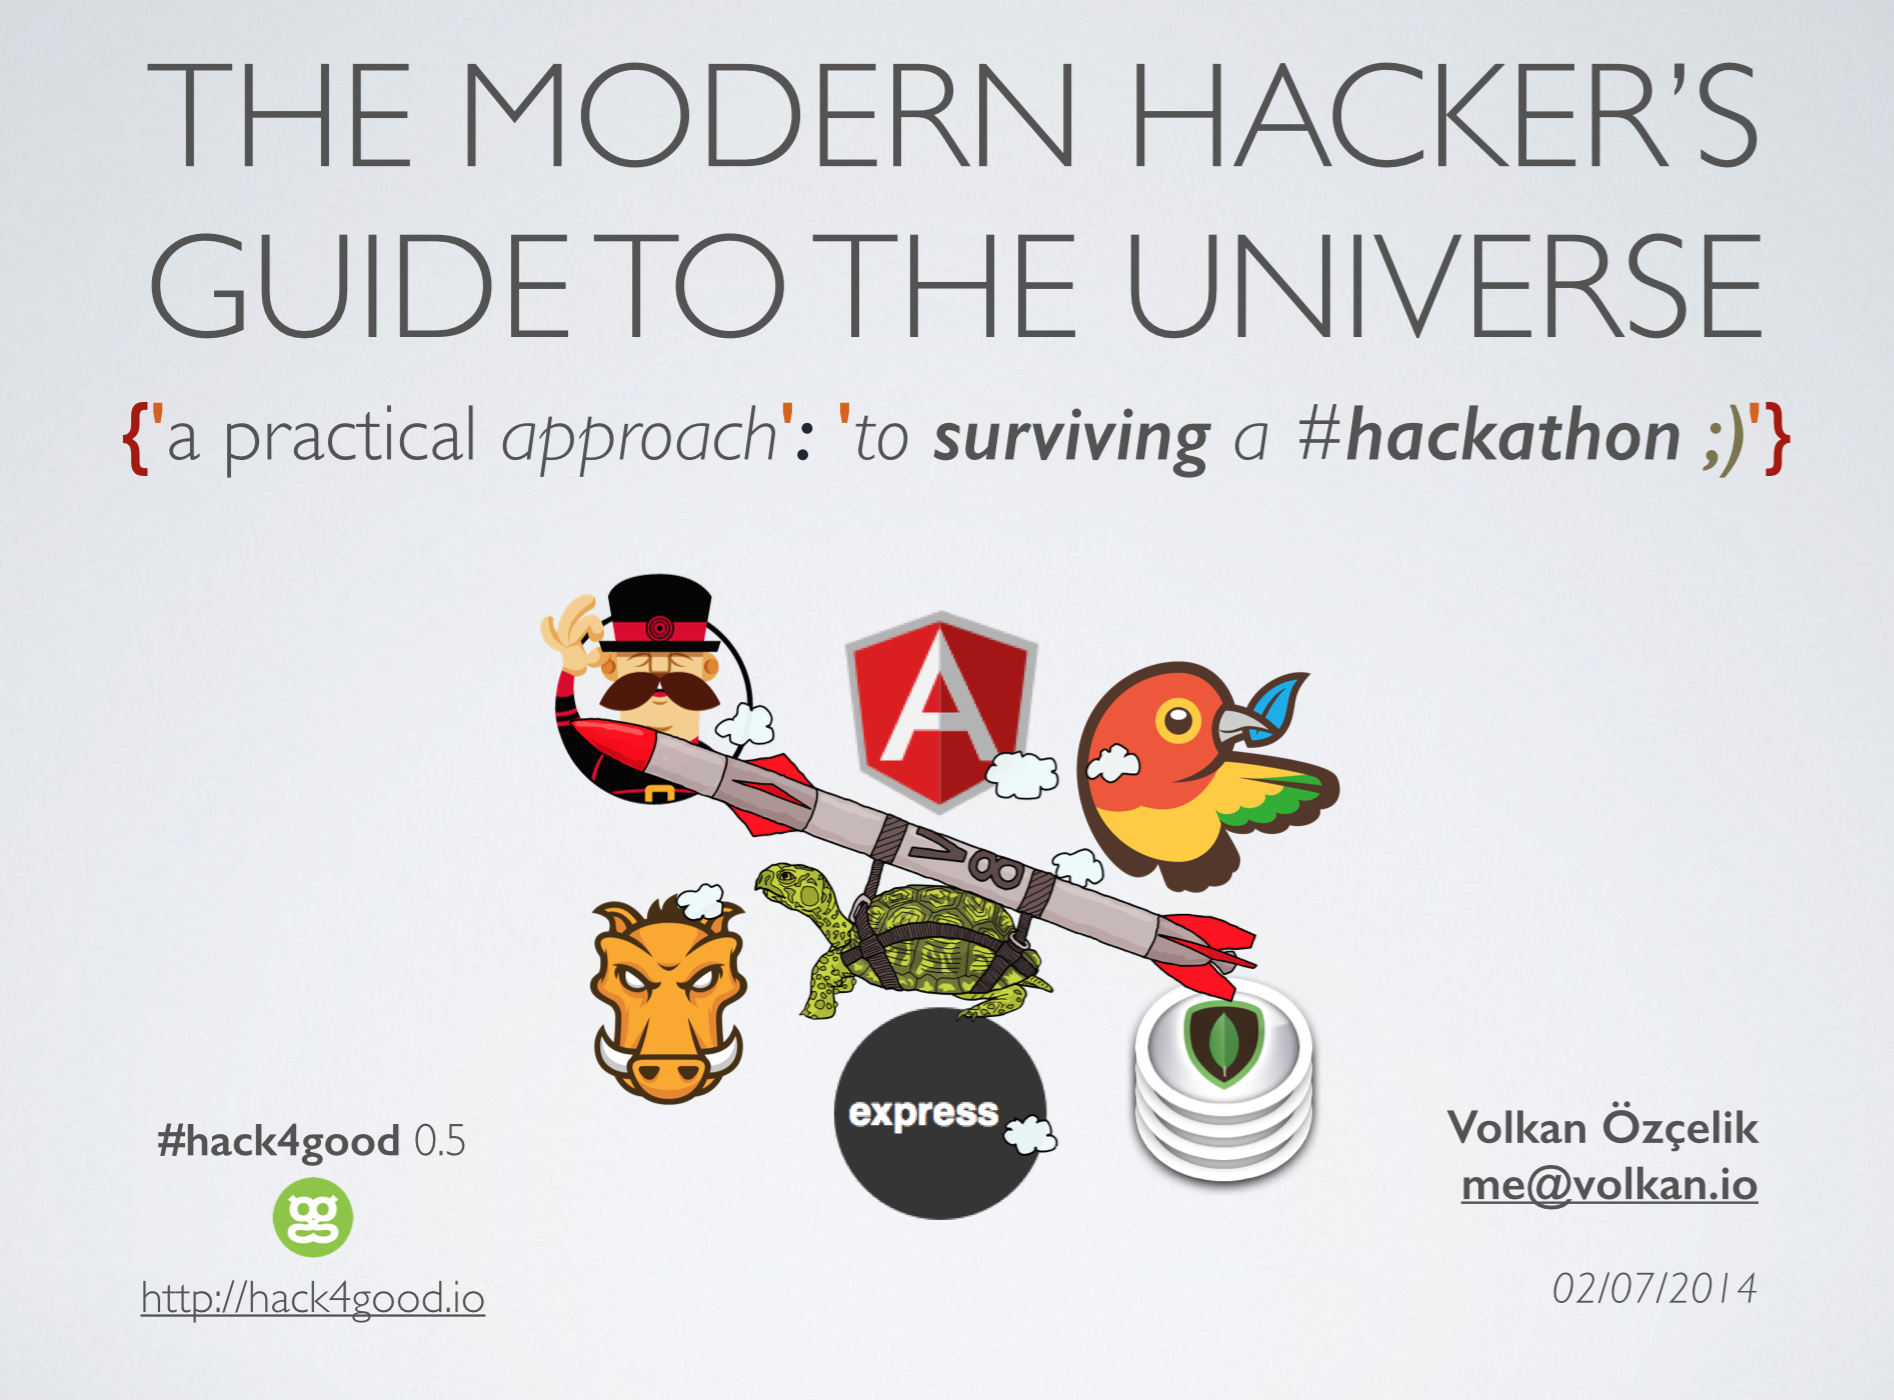 THE MODERN HACKER’S
GUIDE TO THE UNIVERSE
{'a practical approach': 'to surviving a #hackathon ;)'}
A
V8
express
#hack4good 0.5
gg
http://hack4good.io
Volkan Özçelik
me@volkan.io
02/07/2014